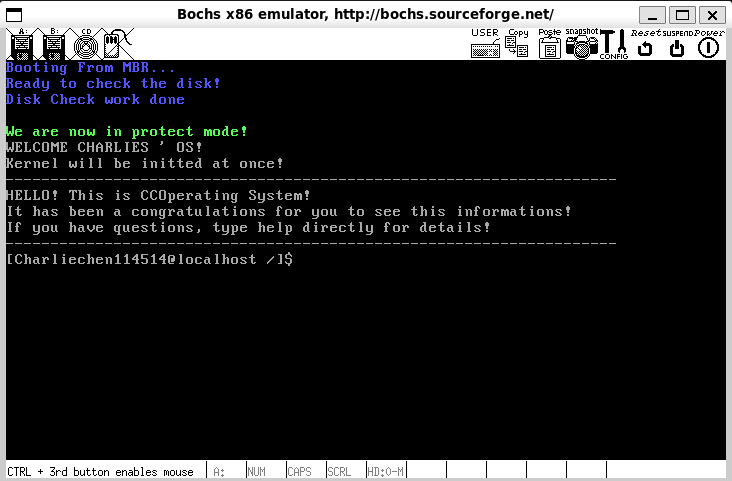 Bochs x86 emulator, http://bochs.sourceforge.net/
A: B: CD USER Copy Paste snapshot CONFIG Reset SUSPEND Power
Booting From MBR...
Ready to check the disk!
Disk Check work done
We are now in protect mode!
WELCOME CHARLIES ' OS!
Kernel will be initted at once!
--------------------------------------------------------------------
HELLO! This is CCOperating System!
It has been a congratulations for you to see this informations!
If you have questions, type help directly for details!
--------------------------------------------------------------------
[Charliechen114514@localhost /]$
CTRL + 3rd button enables mouse A: NUM CAPS SCRL HD:0-M